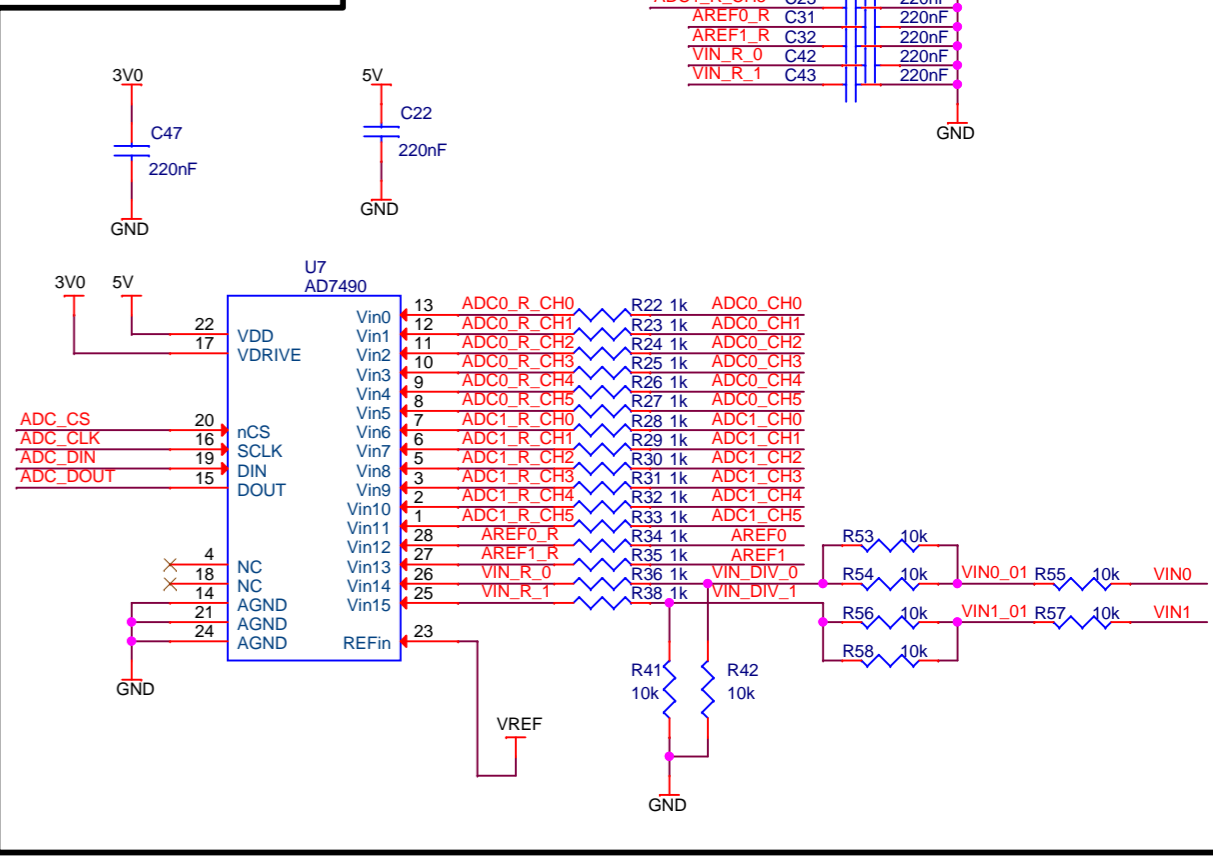 220nF
AREF0_R C31 220nF
AREF1_R C32 220nF
VIN_R_0 C42 220nF
VIN_R_1 C43 220nF
GND
3V0
C47
220nF
GND
5V
C22
220nF
GND
U7
AD7490
3V0 5V
22 VDD
17 VDRIVE
ADC_CS 20 nCS
ADC_CLK 16 SCLK
ADC_DIN 19 DIN
ADC_DOUT 15 DOUT
4 NC
18 NC
14 AGND
21 AGND
24 AGND
GND
Vin0 13 ADC0_R_CH0 R22 1k ADC0_CH0
Vin1 12 ADC0_R_CH1 R23 1k ADC0_CH1
Vin2 11 ADC0_R_CH2 R24 1k ADC0_CH2
Vin3 10 ADC0_R_CH3 R25 1k ADC0_CH3
Vin4 9 ADC0_R_CH4 R26 1k ADC0_CH4
Vin5 8 ADC0_R_CH5 R27 1k ADC0_CH5
Vin6 7 ADC1_R_CH0 R28 1k ADC1_CH0
Vin7 6 ADC1_R_CH1 R29 1k ADC1_CH1
Vin8 5 ADC1_R_CH2 R30 1k ADC1_CH2
Vin9 3 ADC1_R_CH3 R31 1k ADC1_CH3
Vin10 2 ADC1_R_CH4 R32 1k ADC1_CH4
Vin11 1 ADC1_R_CH5 R33 1k ADC1_CH5
Vin12 28 AREF0_R R34 1k AREF0
Vin13 27 AREF1_R R35 1k AREF1
Vin14 26 VIN_R_0 R36 1k VIN_DIV_0
Vin15 25 VIN_R_1 R38 1k VIN_DIV_1
REFin 23
VREF
R53 10k
R54 10k VIN0_01 R55 10k VIN0
R56 10k VIN1_01 R57 10k VIN1
R58 10k
R41 R42
10k 10k
GND